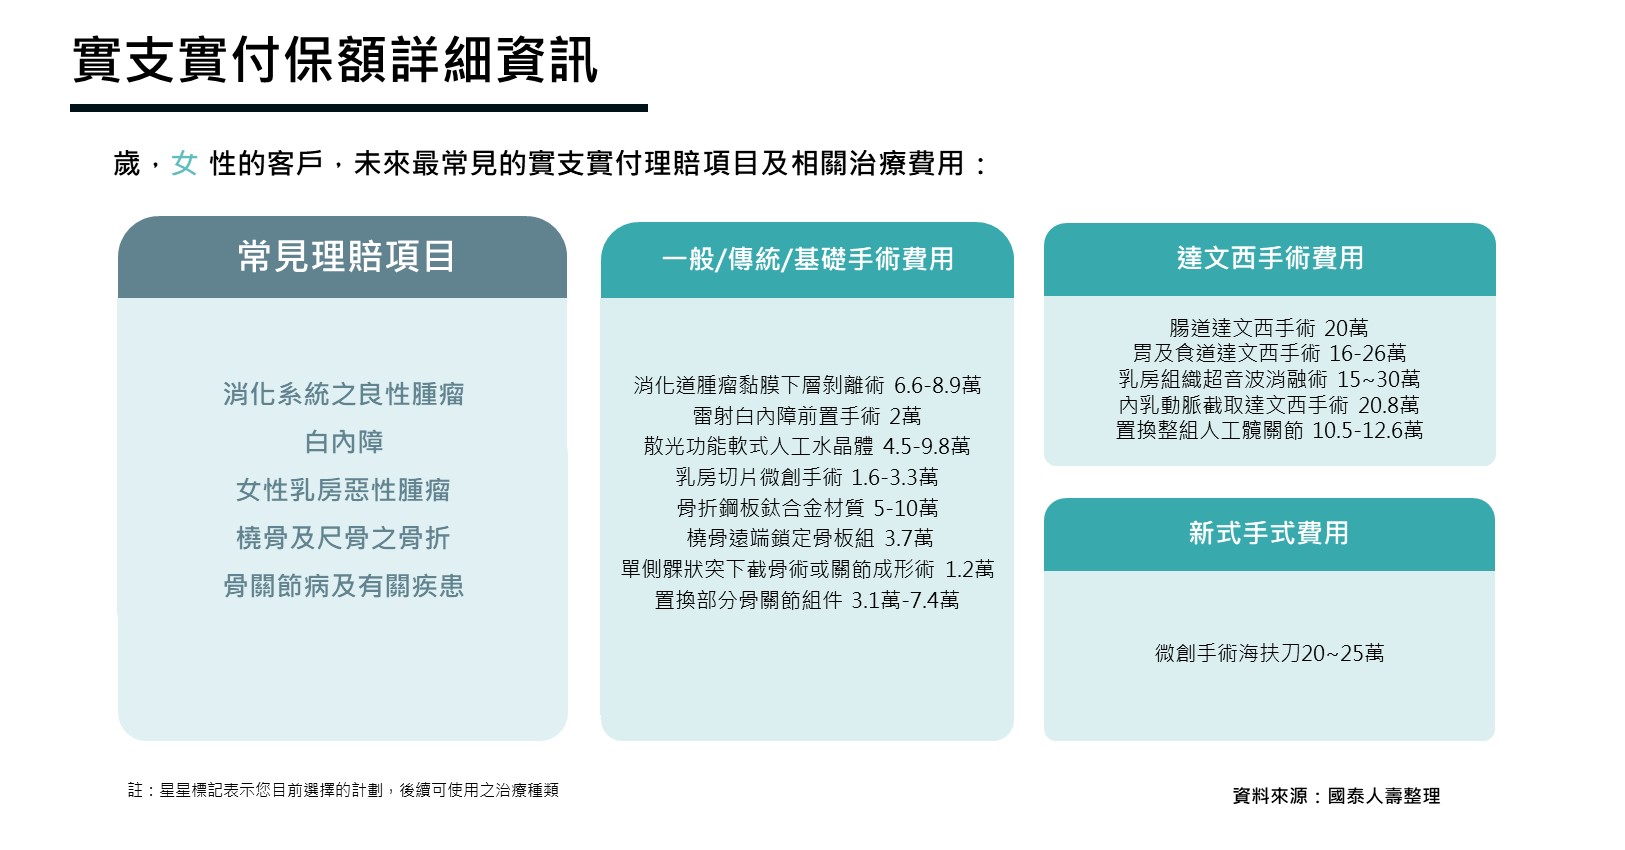 實支實付保額詳細資訊
歲，女 性的客戶，未來最常見的實支實付理賠項目及相關治療費用：
常見理賠項目
消化系統之良性腫瘤
白內障
女性乳房惡性腫瘤
橈骨及尺骨之骨折
骨關節病及有關疾患
一般/傳統/基礎手術費用
消化道腫瘤黏膜下層剝離術 6.6-8.9萬
雷射白內障前置手術 2萬
散光功能軟式人工水晶體 4.5-9.8萬
乳房切片微創手術 1.6-3.3萬
骨折鋼板鈦合金材質 5-10萬
橈骨遠端鎖定骨板組 3.7萬
單側髁狀突下截骨術或關節成形術 1.2萬
置換部分骨關節組件 3.1萬-7.4萬
達文西手術費用
腸道達文西手術 20萬
胃及食道達文西手術 16-26萬
乳房組織超音波消融術 15~30萬
內乳動脈截取達文西手術 20.8萬
置換整組人工髖關節 10.5-12.6萬
新式手式費用
微創手術海扶刀20~25萬
註：星星標記表示您目前選擇的計劃，後續可使用之治療種類
資料來源：國泰人壽整理